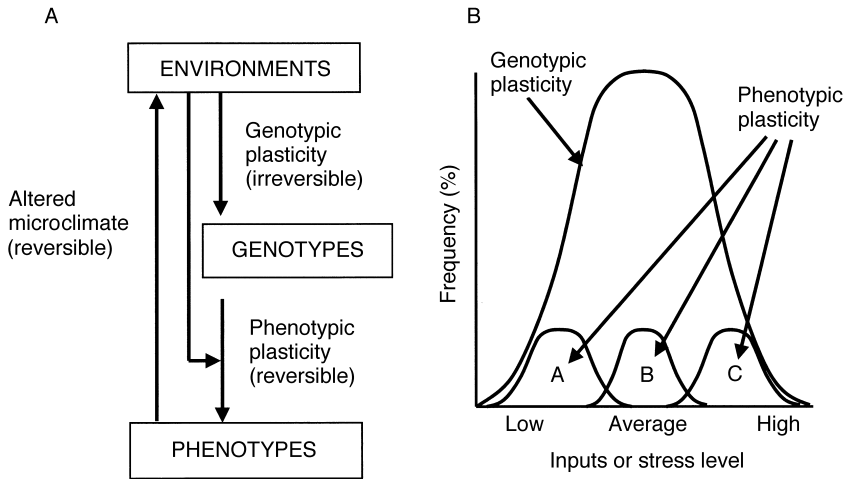 A
ENVIRONMENTS
Genotypic
plasticity
(irreversible)
Altered
microclimate
(reversible)
GENOTYPES
Phenotypic
plasticity
(reversible)
PHENOTYPES
B
Genotypic
plasticity
Phenotypic
plasticity
Frequency (%)
A B C
Low Average High
Inputs or stress level